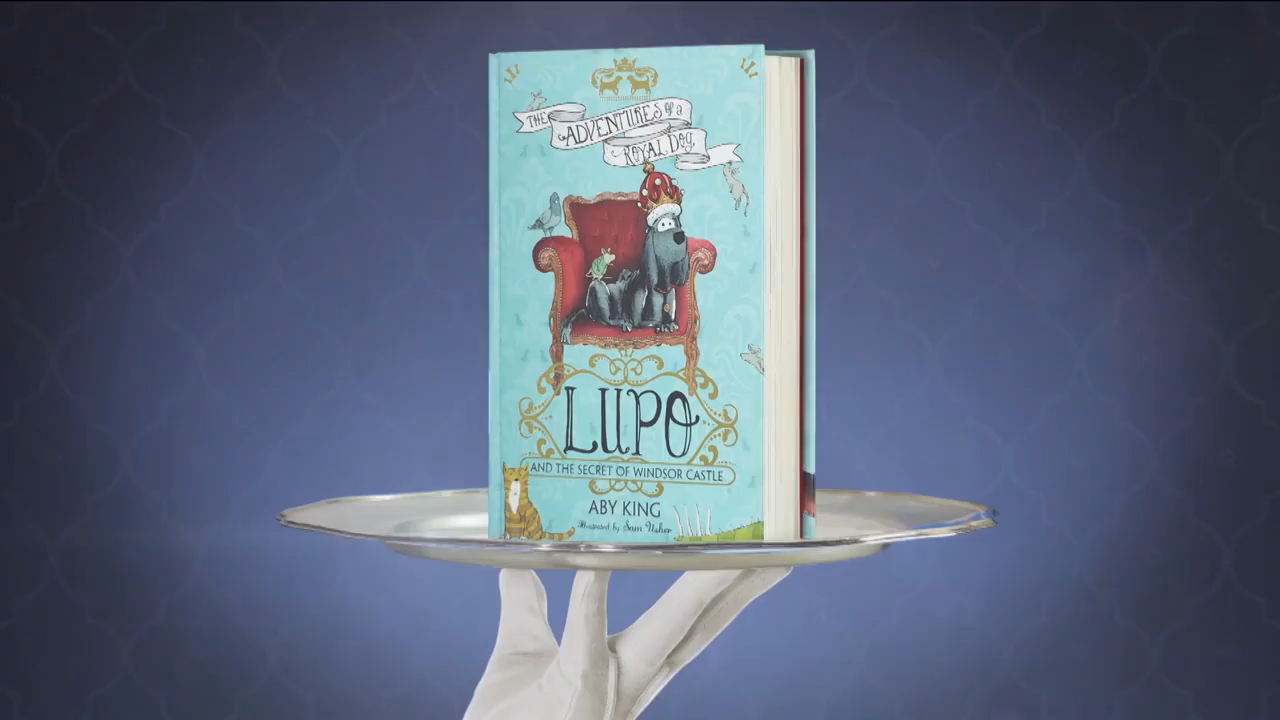 THE
ADVENTURES of a
ROYAL DOG
LUPO
AND THE SECRET OF WINDSOR CASTLE
ABY KING
Illustrated by Sam Usher